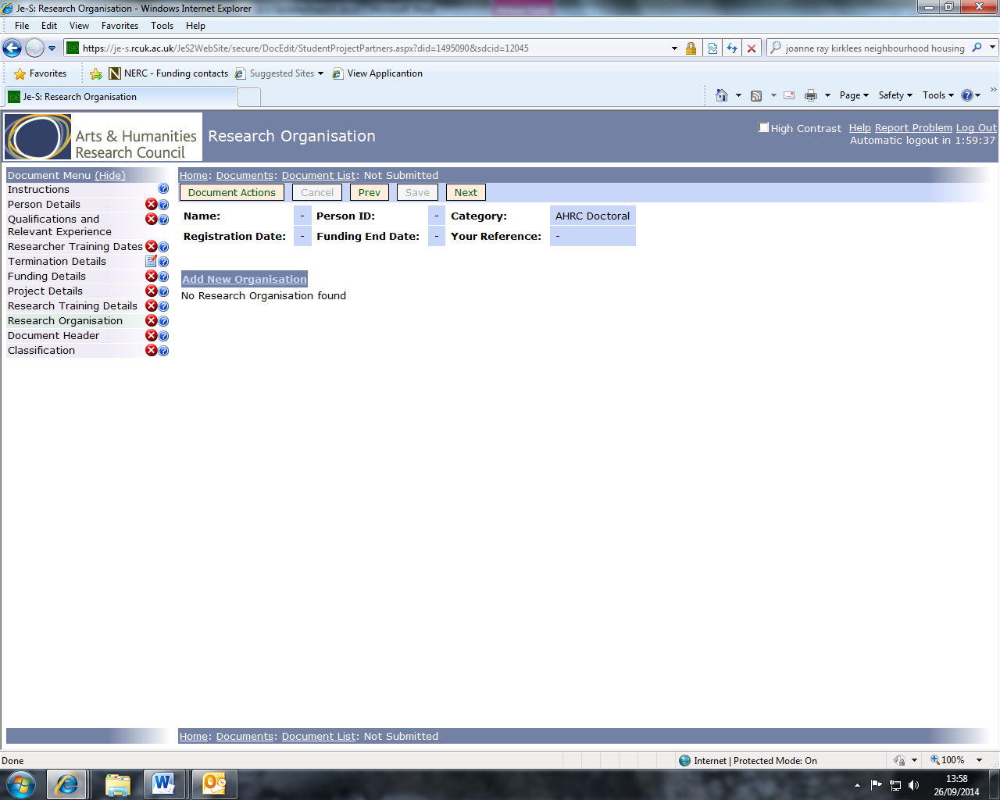 Je-S: Research Organisation - Windows Internet Explorer
File Edit View Favorites Tools Help
https://je-s.rcuk.ac.uk/JeS2WebSite/secure/DocEdit/StudentProjectPartners.aspx?did=1495090&sdcid=12045
joanne ray kirklees neighbourhood housing
Favorites NERC - Funding contacts Suggested Sites View Applicantion
Je-S: Research Organisation
Page Safety Tools
Arts & Humanities
Research Council
Research Organisation
High Contrast Help Report Problem Log Out
Automatic logout in 1:59:37
Document Menu (Hide)
Instructions
Person Details
Qualifications and
Relevant Experience
Researcher Training Dates
Termination Details
Funding Details
Project Details
Research Training Details
Research Organisation
Document Header
Classification
Home: Documents: Document List: Not Submitted
Document Actions Cancel Prev Save Next
Name: - Person ID: - Category: AHRC Doctoral
Registration Date: - Funding End Date: - Your Reference: -
Add New Organisation
No Research Organisation found
Home: Documents: Document List: Not Submitted
Done
Internet | Protected Mode: On
100%
13:58
26/09/2014